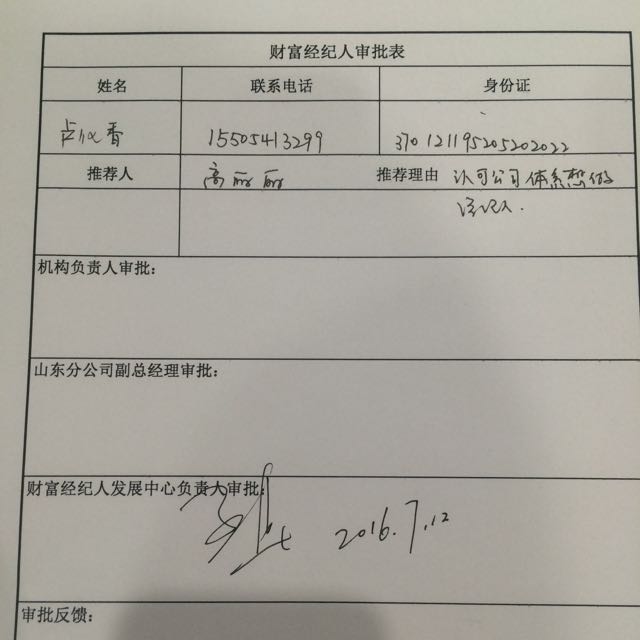 财富经纪人审批表
姓名 联系电话 身份证
香 15505413299 370121195205202022
推荐人 高丽丽 推荐理由 认可公司体系想做
经纪人.
机构负责人审批:
山东分公司副总经理审批:
财富经纪人发展中心负责人审批:
2016.7.12
审批反馈: